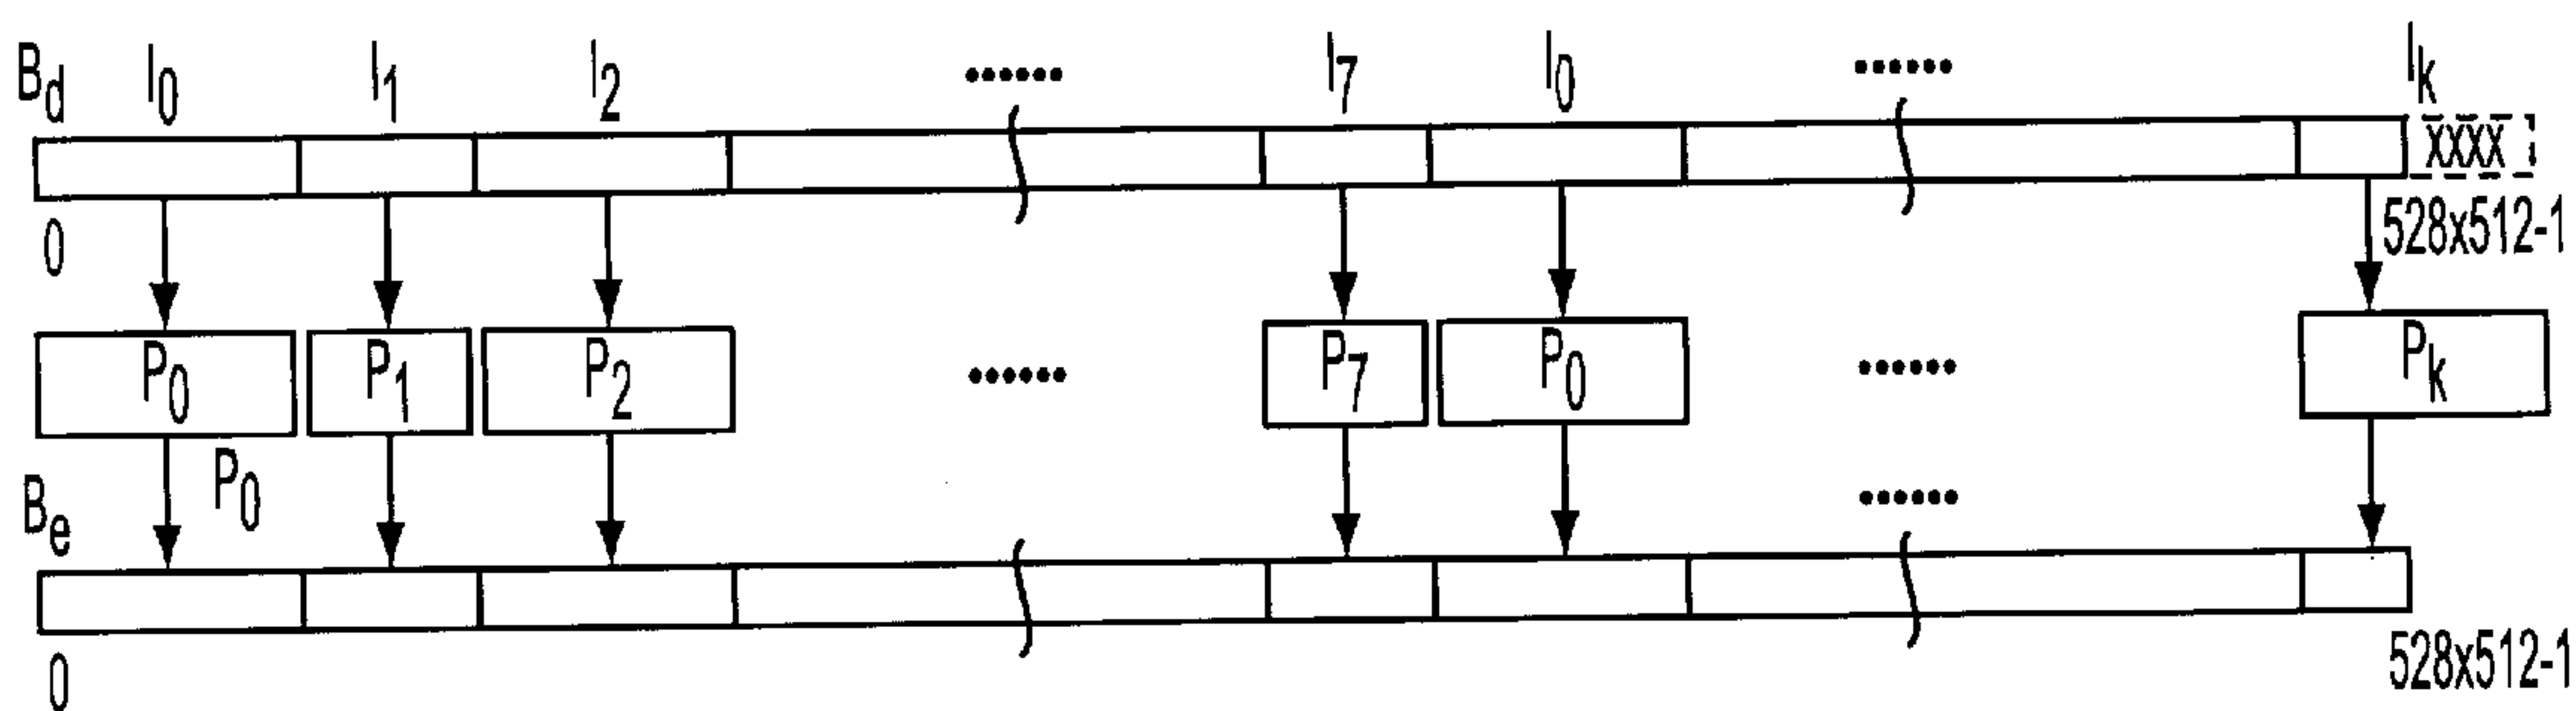 Bd I0 I1 I2 ...... I7 I0 ...... Ik
XXXX
0 528x512-1
P0 P1 P2 ...... P7 P0 ...... Pk
P0
Be ......
0 528x512-1